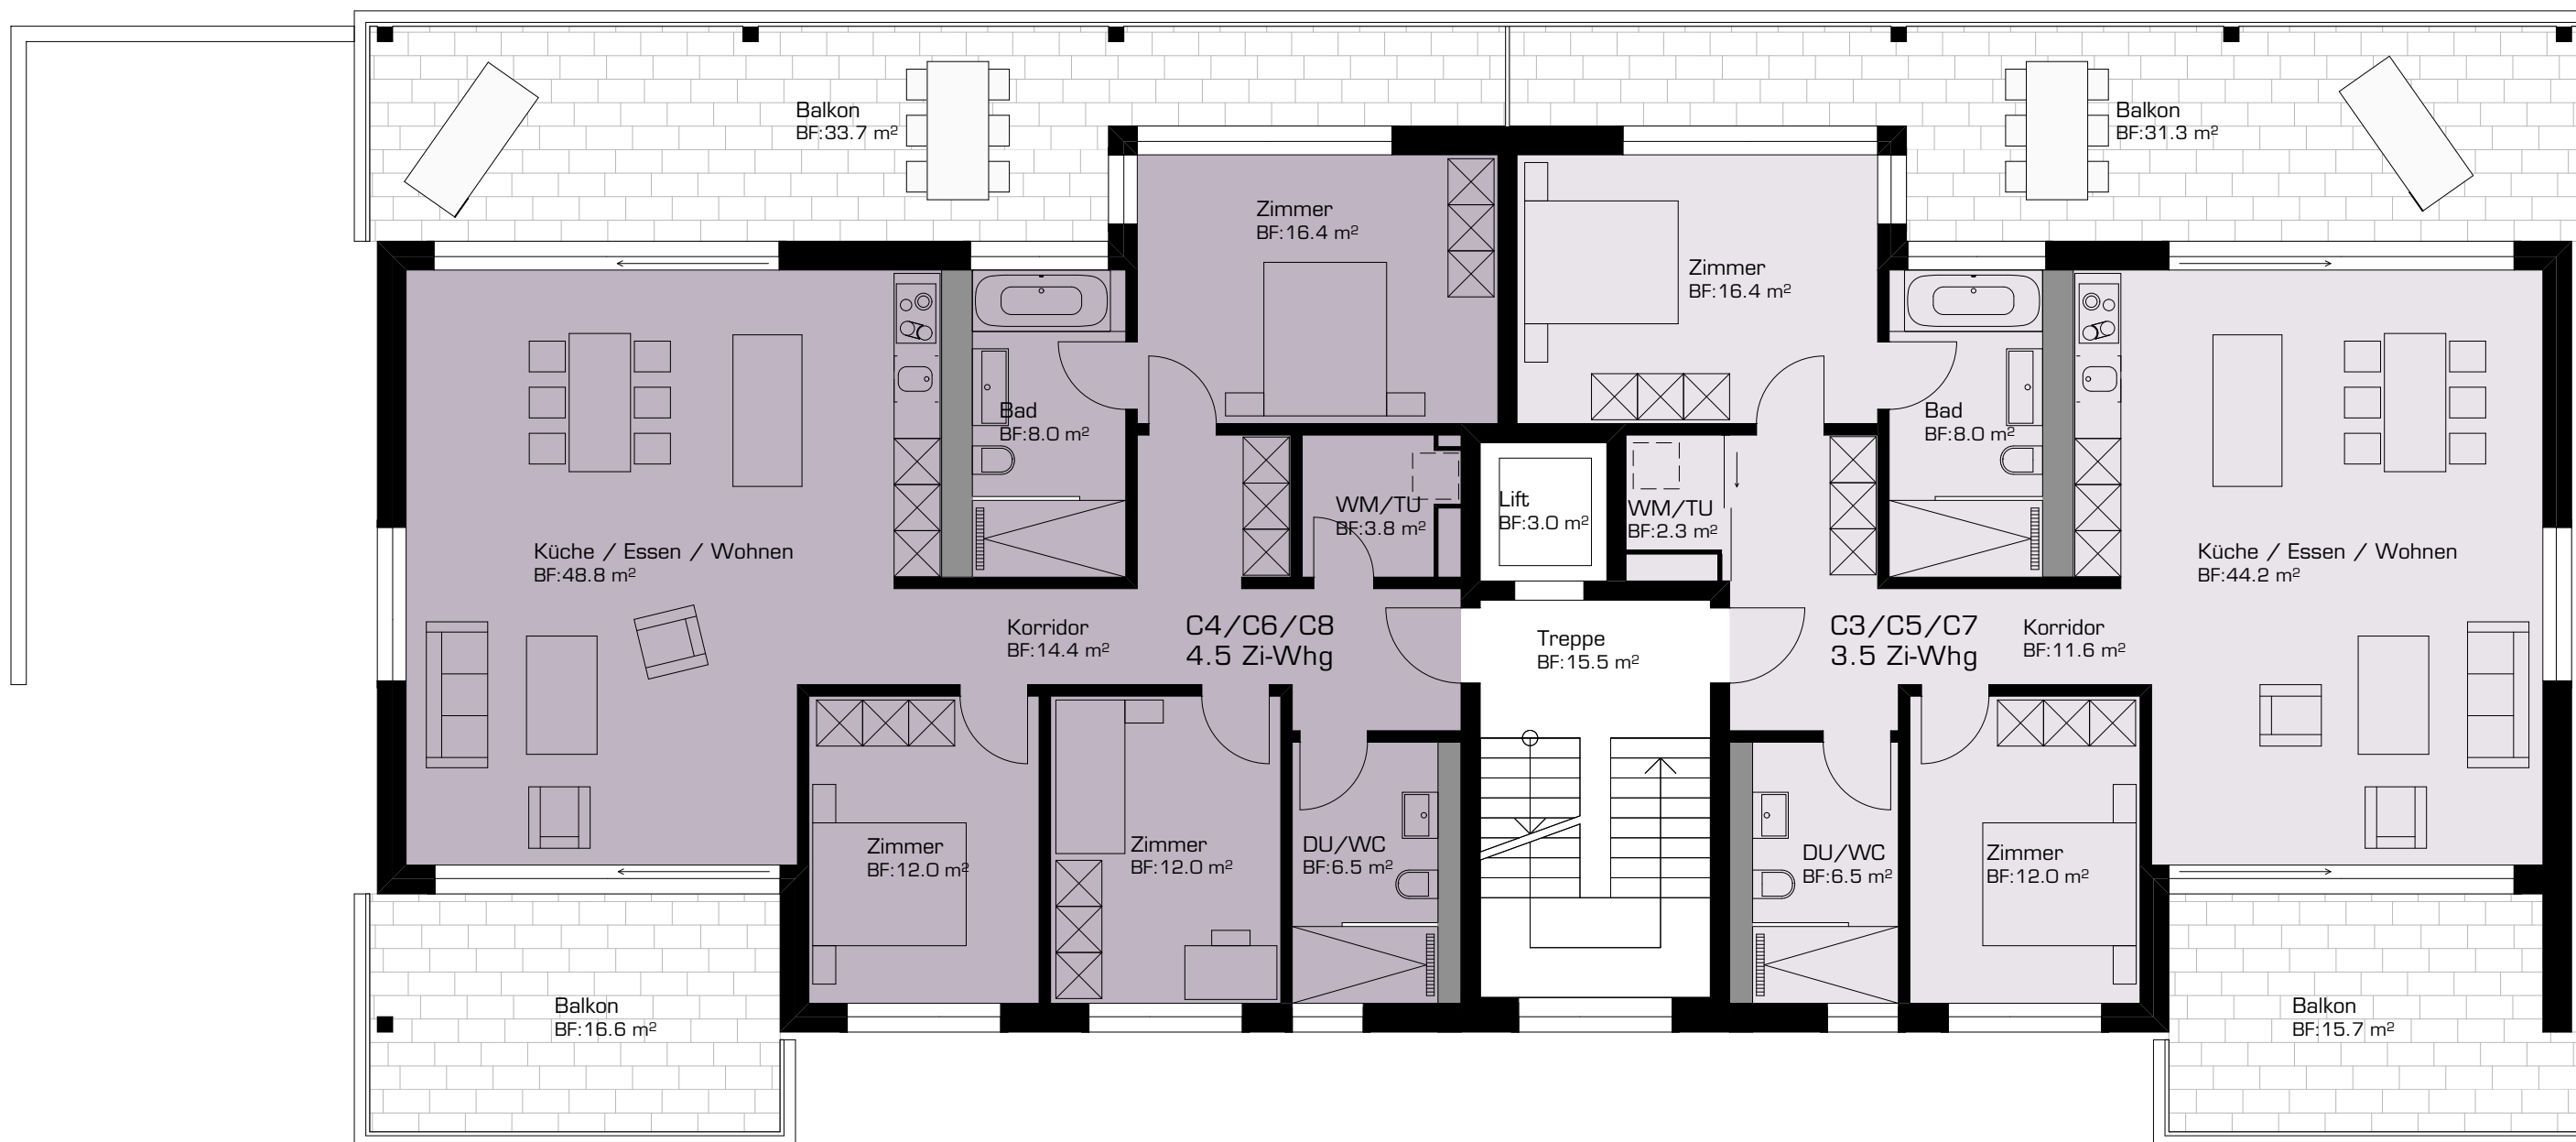 Balkon
BF:33.7 m²
Balkon
BF:31.3 m²
Zimmer
BF:16.4 m²
Zimmer
BF:16.4 m²
Bad
BF:8.0 m²
Bad
BF:8.0 m²
WM/TU
BF:3.8 m²
Lift
BF:3.0 m²
WM/TU
BF:2.3 m²
Küche / Essen / Wohnen
BF:48.8 m²
Küche / Essen / Wohnen
BF:44.2 m²
Korridor
BF:14.4 m²
C4/C6/C8
4.5 Zi-Whg
Treppe
BF:15.5 m²
C3/C5/C7
3.5 Zi-Whg
Korridor
BF:11.6 m²
Zimmer
BF:12.0 m²
Zimmer
BF:12.0 m²
DU/WC
BF:6.5 m²
DU/WC
BF:6.5 m²
Zimmer
BF:12.0 m²
Balkon
BF:16.6 m²
Balkon
BF:15.7 m²